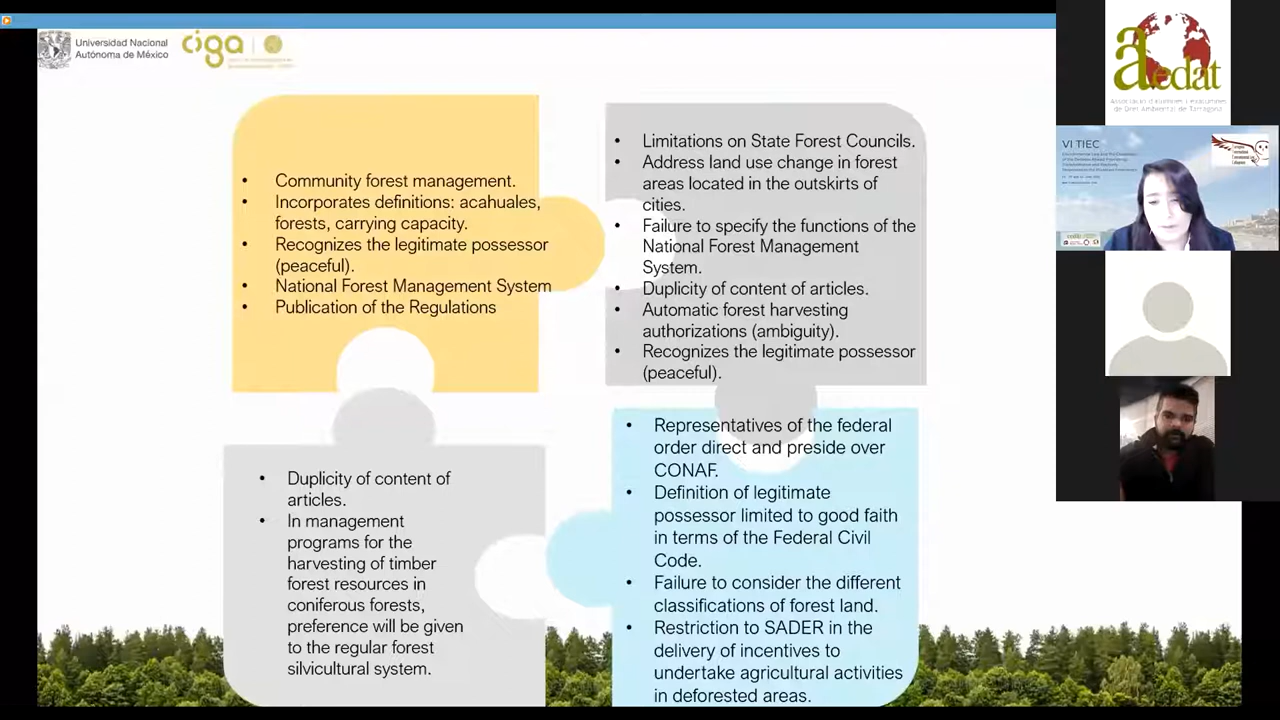 Universidad Nacional
Autónoma de México
ciga
Community forest management.
Incorporates definitions: acahuales,
forests, carrying capacity.
Recognizes the legitimate possessor
(peaceful).
National Forest Management System
Publication of the Regulations
Limitations on State Forest Councils.
Address land use change in forest
areas located in the outskirts of
cities.
Failure to specify the functions of the
National Forest Management
System.
Duplicity of content of articles.
Automatic forest harvesting
authorizations (ambiguity).
Recognizes the legitimate possessor
(peaceful).
Duplicity of content of
articles.
In management
programs for the
harvesting of timber
forest resources in
coniferous forests,
preference will be given
to the regular forest
silvicultural system.
Representatives of the federal
order direct and preside over
CONAF.
Definition of legitimate
possessor limited to good faith
in terms of the Federal Civil
Code.
Failure to consider the different
classifications of forest land.
Restriction to SADER in the
delivery of incentives to
undertake agricultural activities
in deforested areas.
aedat
Associació d'alumnes i exalumnes
de Dret Ambiental de Tarragona
VI TIEC